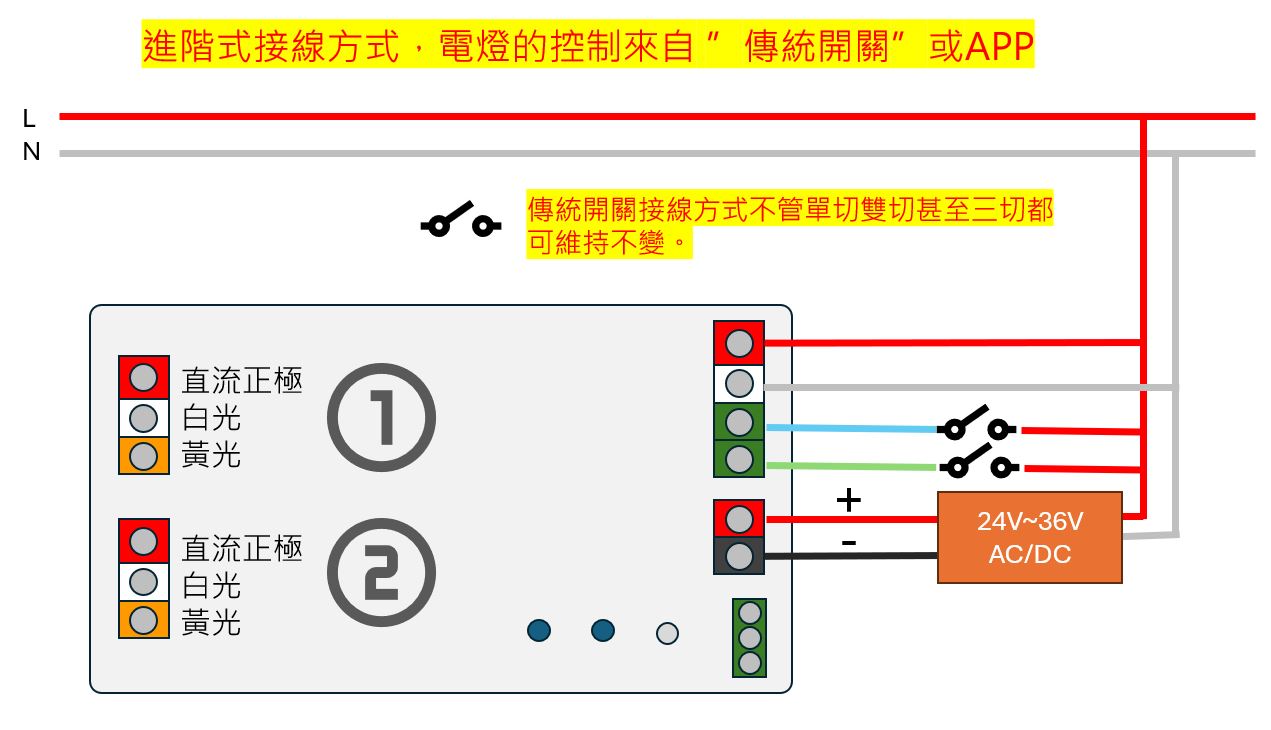 進階式接線方式，電燈的控制來自 ” 傳統開關” 或APP
L
N
傳統開關接線方式不管單切雙切甚至三切都
可維持不變。
直流正極
白光
黃光
1
直流正極
白光
黃光
2
+
-
24V~36V
AC/DC